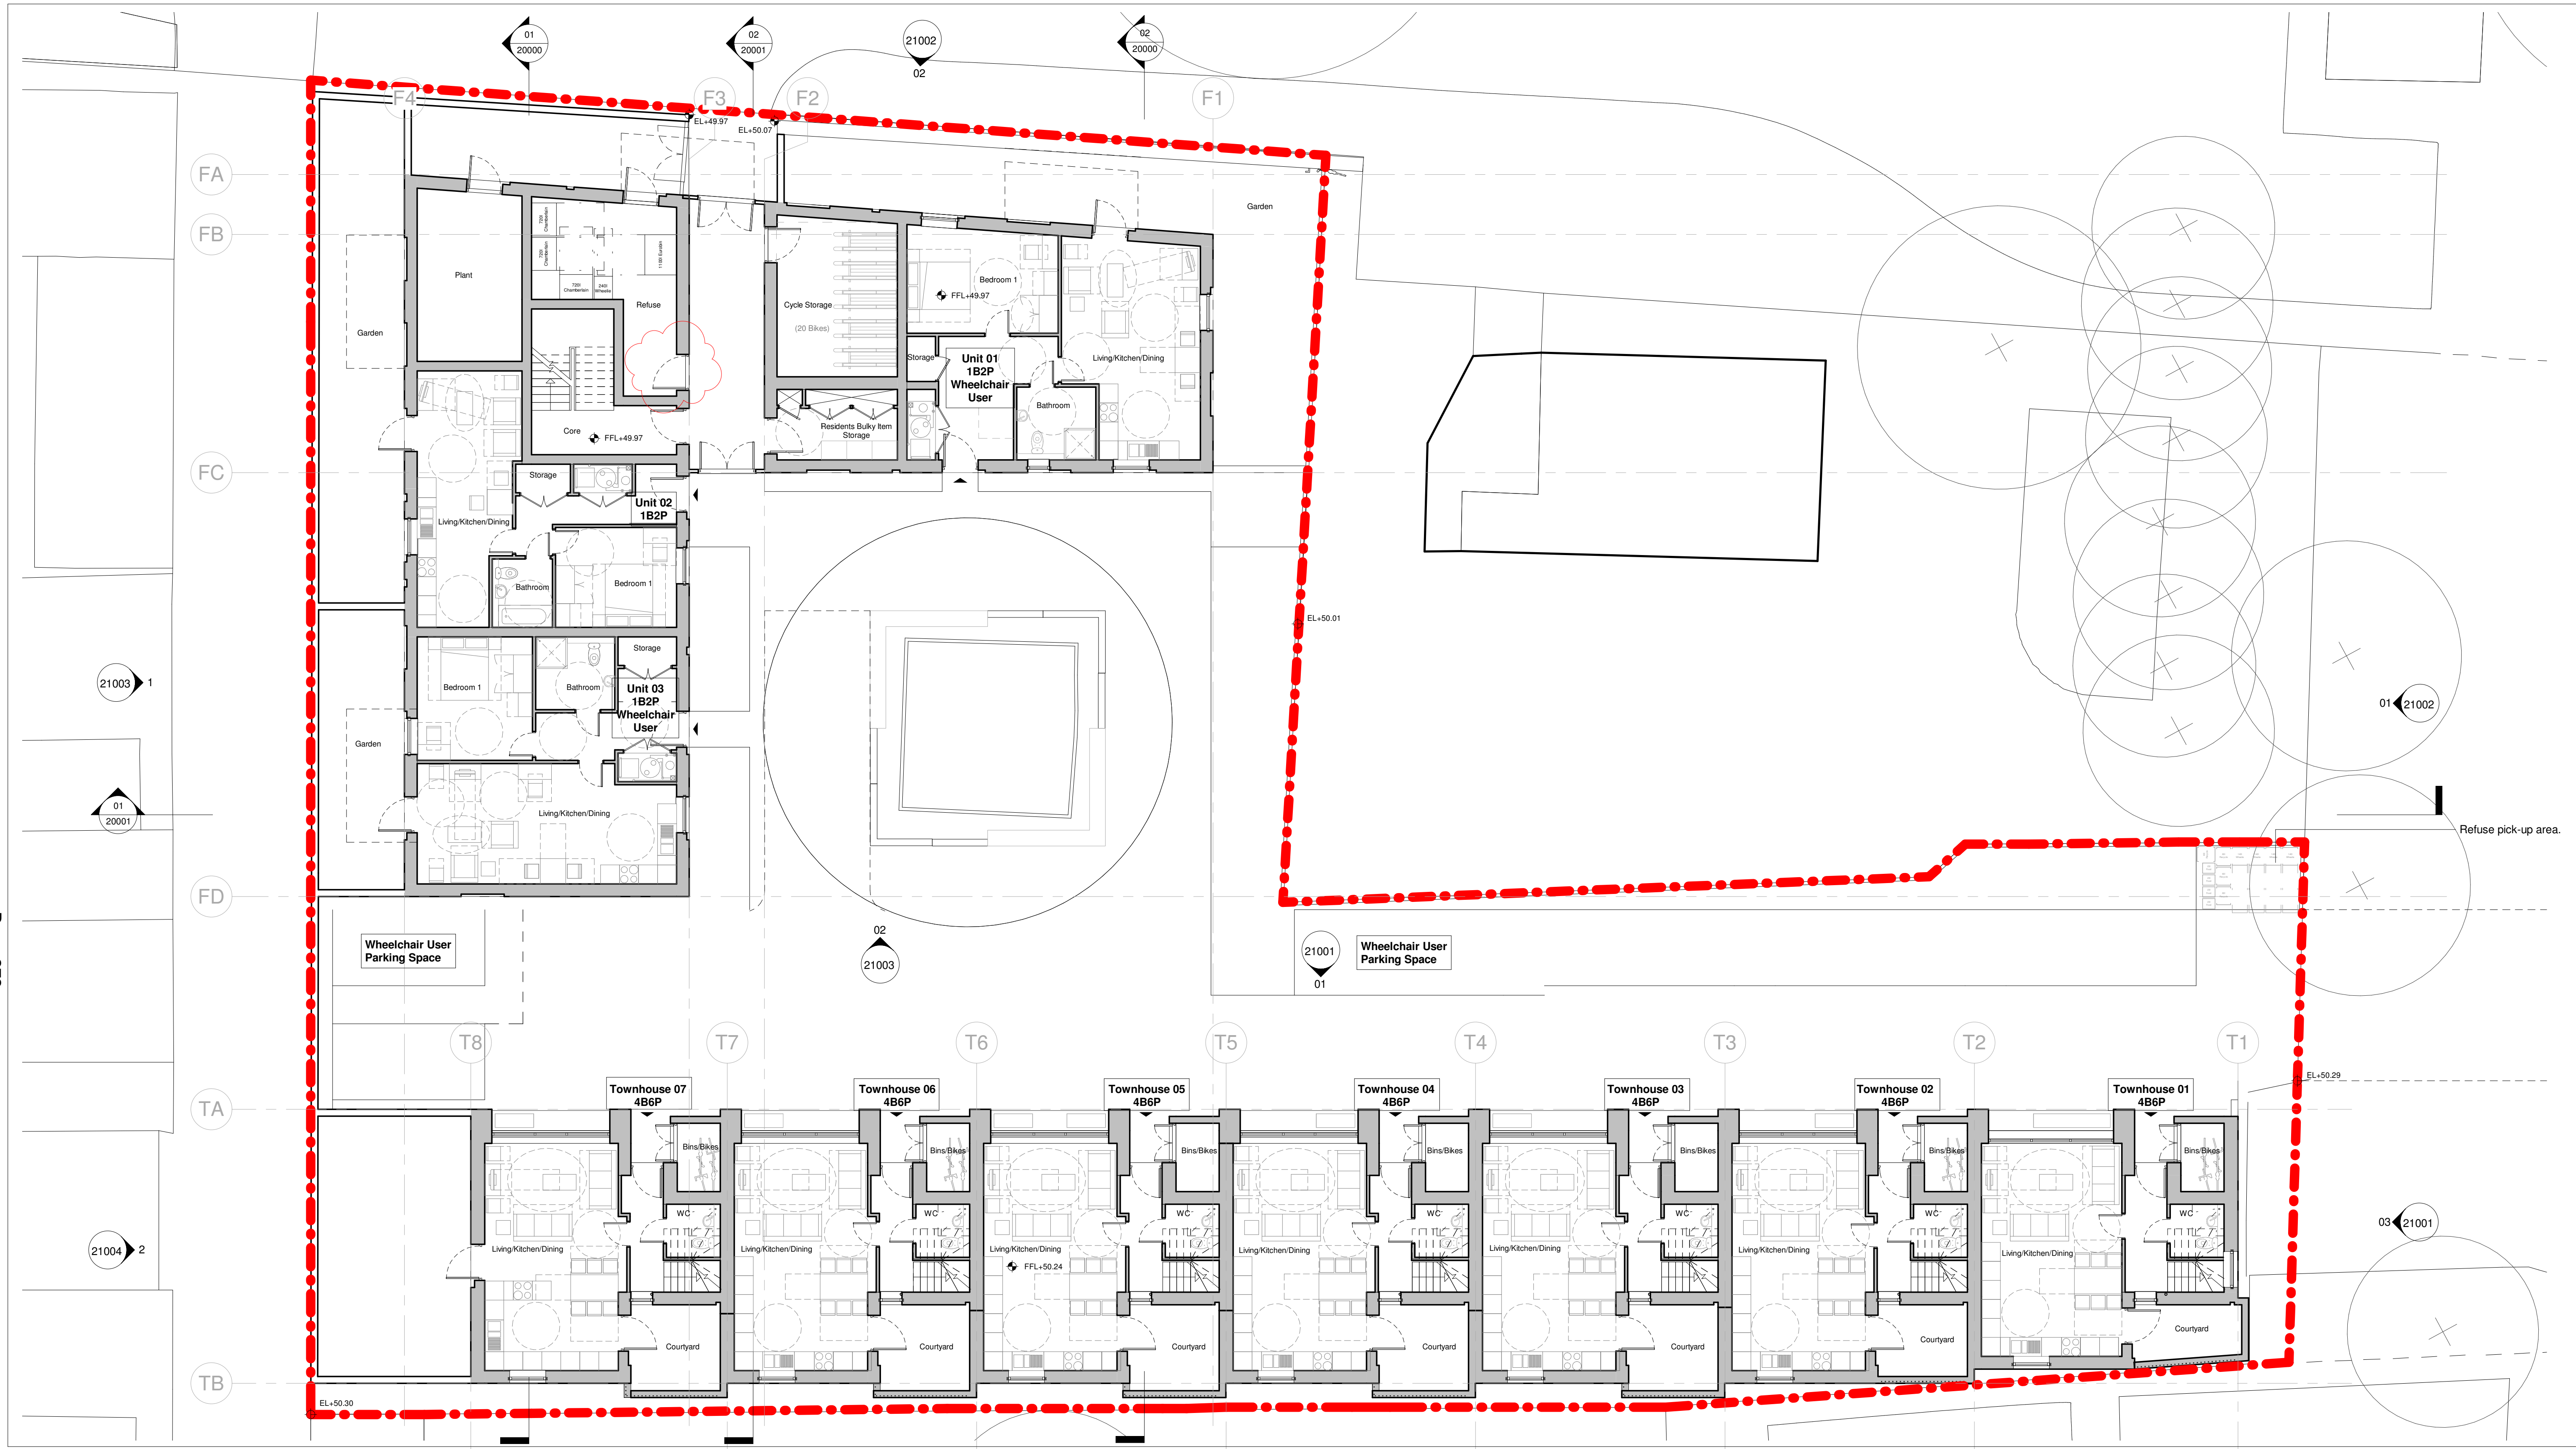 01
20000
02
20001
21002
02
02
20000
F4
F3
F2
F1
EL+49.97
EL+50.07
FA
Garden
FB
720l
Chamberlein
720l
Chamberlein
720l
Chamberlein
240l
Wheelie
1100 Eurobin
Plant
Refuse
Garden
Cycle Storage
(20 Bikes)
Bedroom 1
FFL+49.97
Storage
Unit 01
1B2P
Wheelchair
User
Living/Kitchen/Dining
Bathroom
Residents Bulky Item
Storage
Core
FFL+49.97
FC
Storage
Unit 02
1B2P
Living/Kitchen/Dining
Bathroom
Bedroom 1
EL+50.01
Storage
21003
1
Bedroom 1
Bathroom
Unit 03
1B2P
Wheelchair
User
01
21002
Garden
01
20001
Living/Kitchen/Dining
Refuse pick-up area.
FD
02
21003
Wheelchair User
Parking Space
21001
01
Wheelchair User
Parking Space
T8
T7
T6
T5
T4
T3
T2
T1
EL+50.29
TA
Townhouse 07
4B6P
Townhouse 06
4B6P
Townhouse 05
4B6P
Townhouse 04
4B6P
Townhouse 03
4B6P
Townhouse 02
4B6P
Townhouse 01
4B6P
Bins/Bikes
Bins/Bikes
Bins/Bikes
Bins/Bikes
Bins/Bikes
Bins/Bikes
Bins/Bikes
WC
WC
WC
WC
WC
WC
WC
21004
2
03
21001
Living/Kitchen/Dining
Living/Kitchen/Dining
Living/Kitchen/Dining
Living/Kitchen/Dining
Living/Kitchen/Dining
Living/Kitchen/Dining
Living/Kitchen/Dining
FFL+50.24
Courtyard
Courtyard
Courtyard
Courtyard
Courtyard
Courtyard
Courtyard
TB
EL+50.30